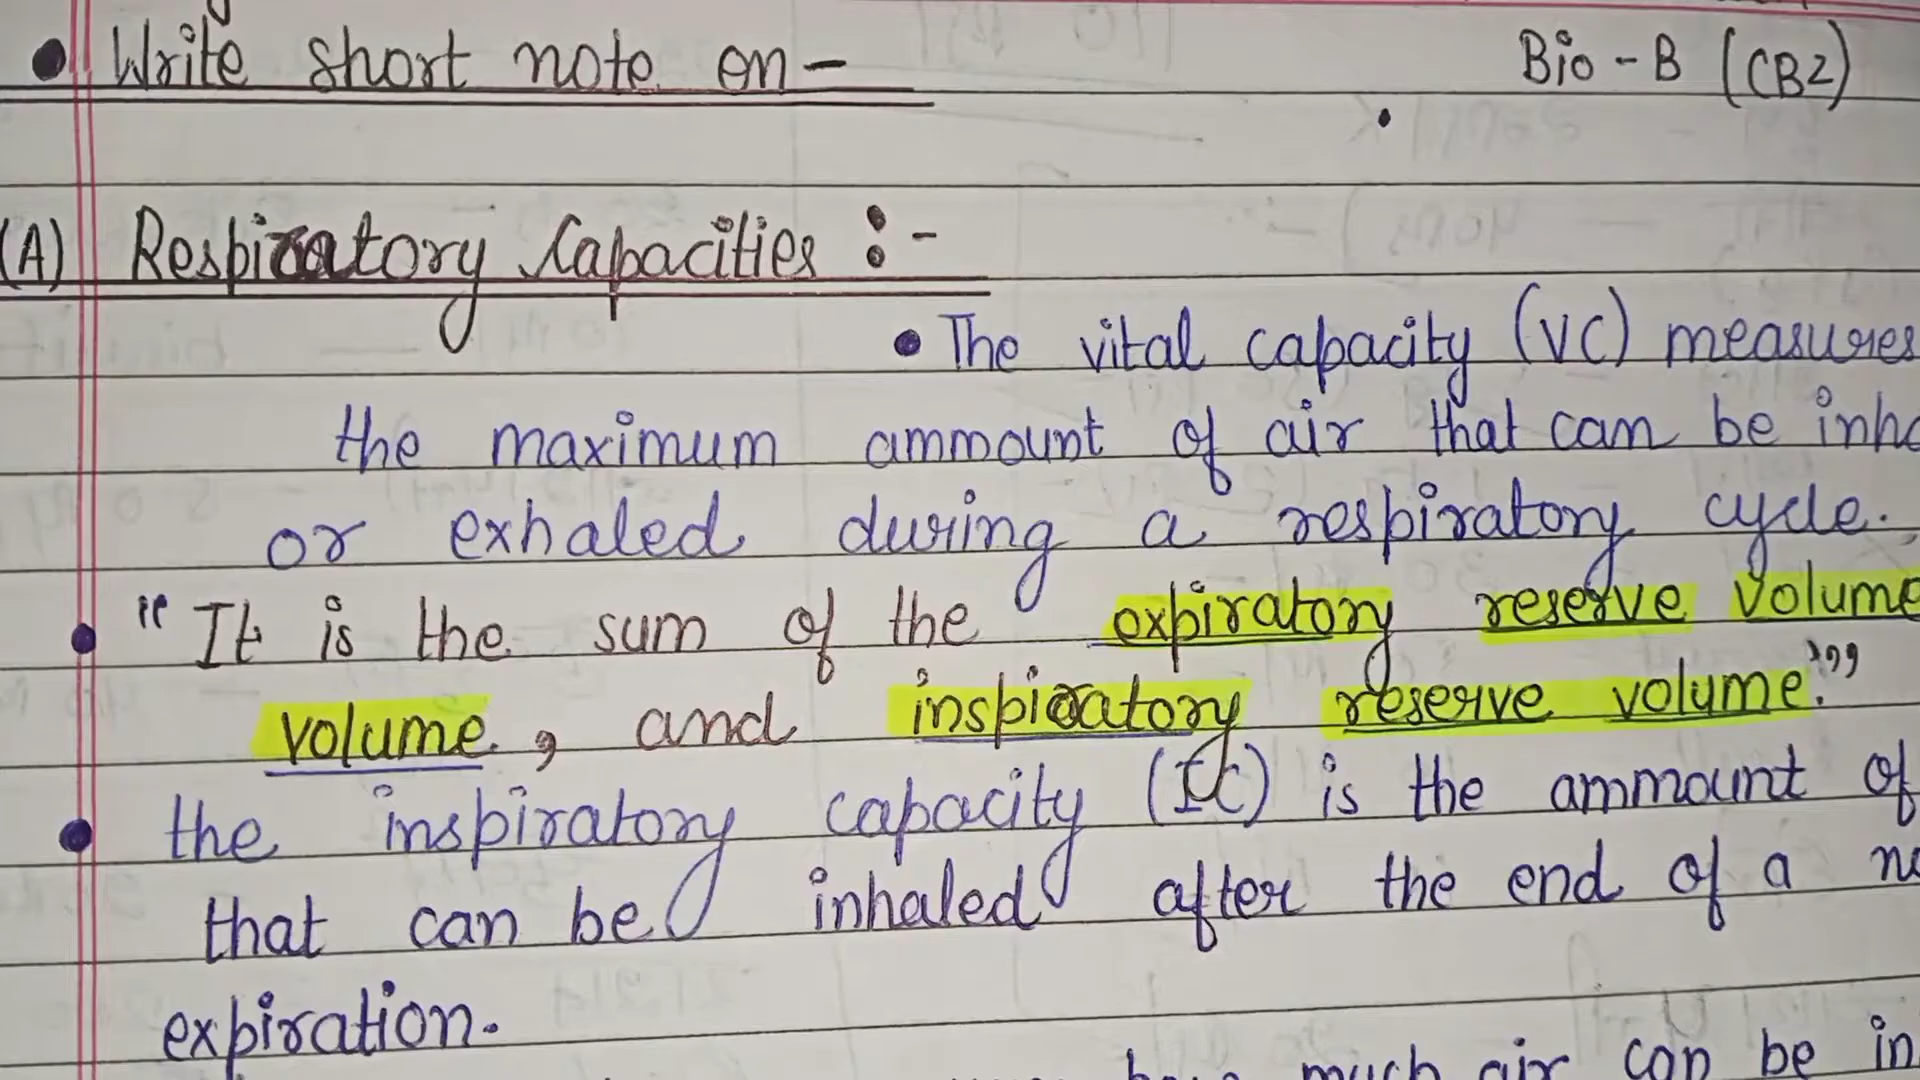 • Write short note on -
Bio - B (CB2)
(A) Respiratory Capacities :-
• The vital capacity (VC) measures
the maximum ammount of air that can be
or exhaled during a respiratory cycle.
• "It is the sum of the expiratory reserve volume
volume, and inspiratory reserve volume."
• the inspiratory capacity (IC) is the ammount of
that can be inhaled after the end of a
expiration.
much air can be